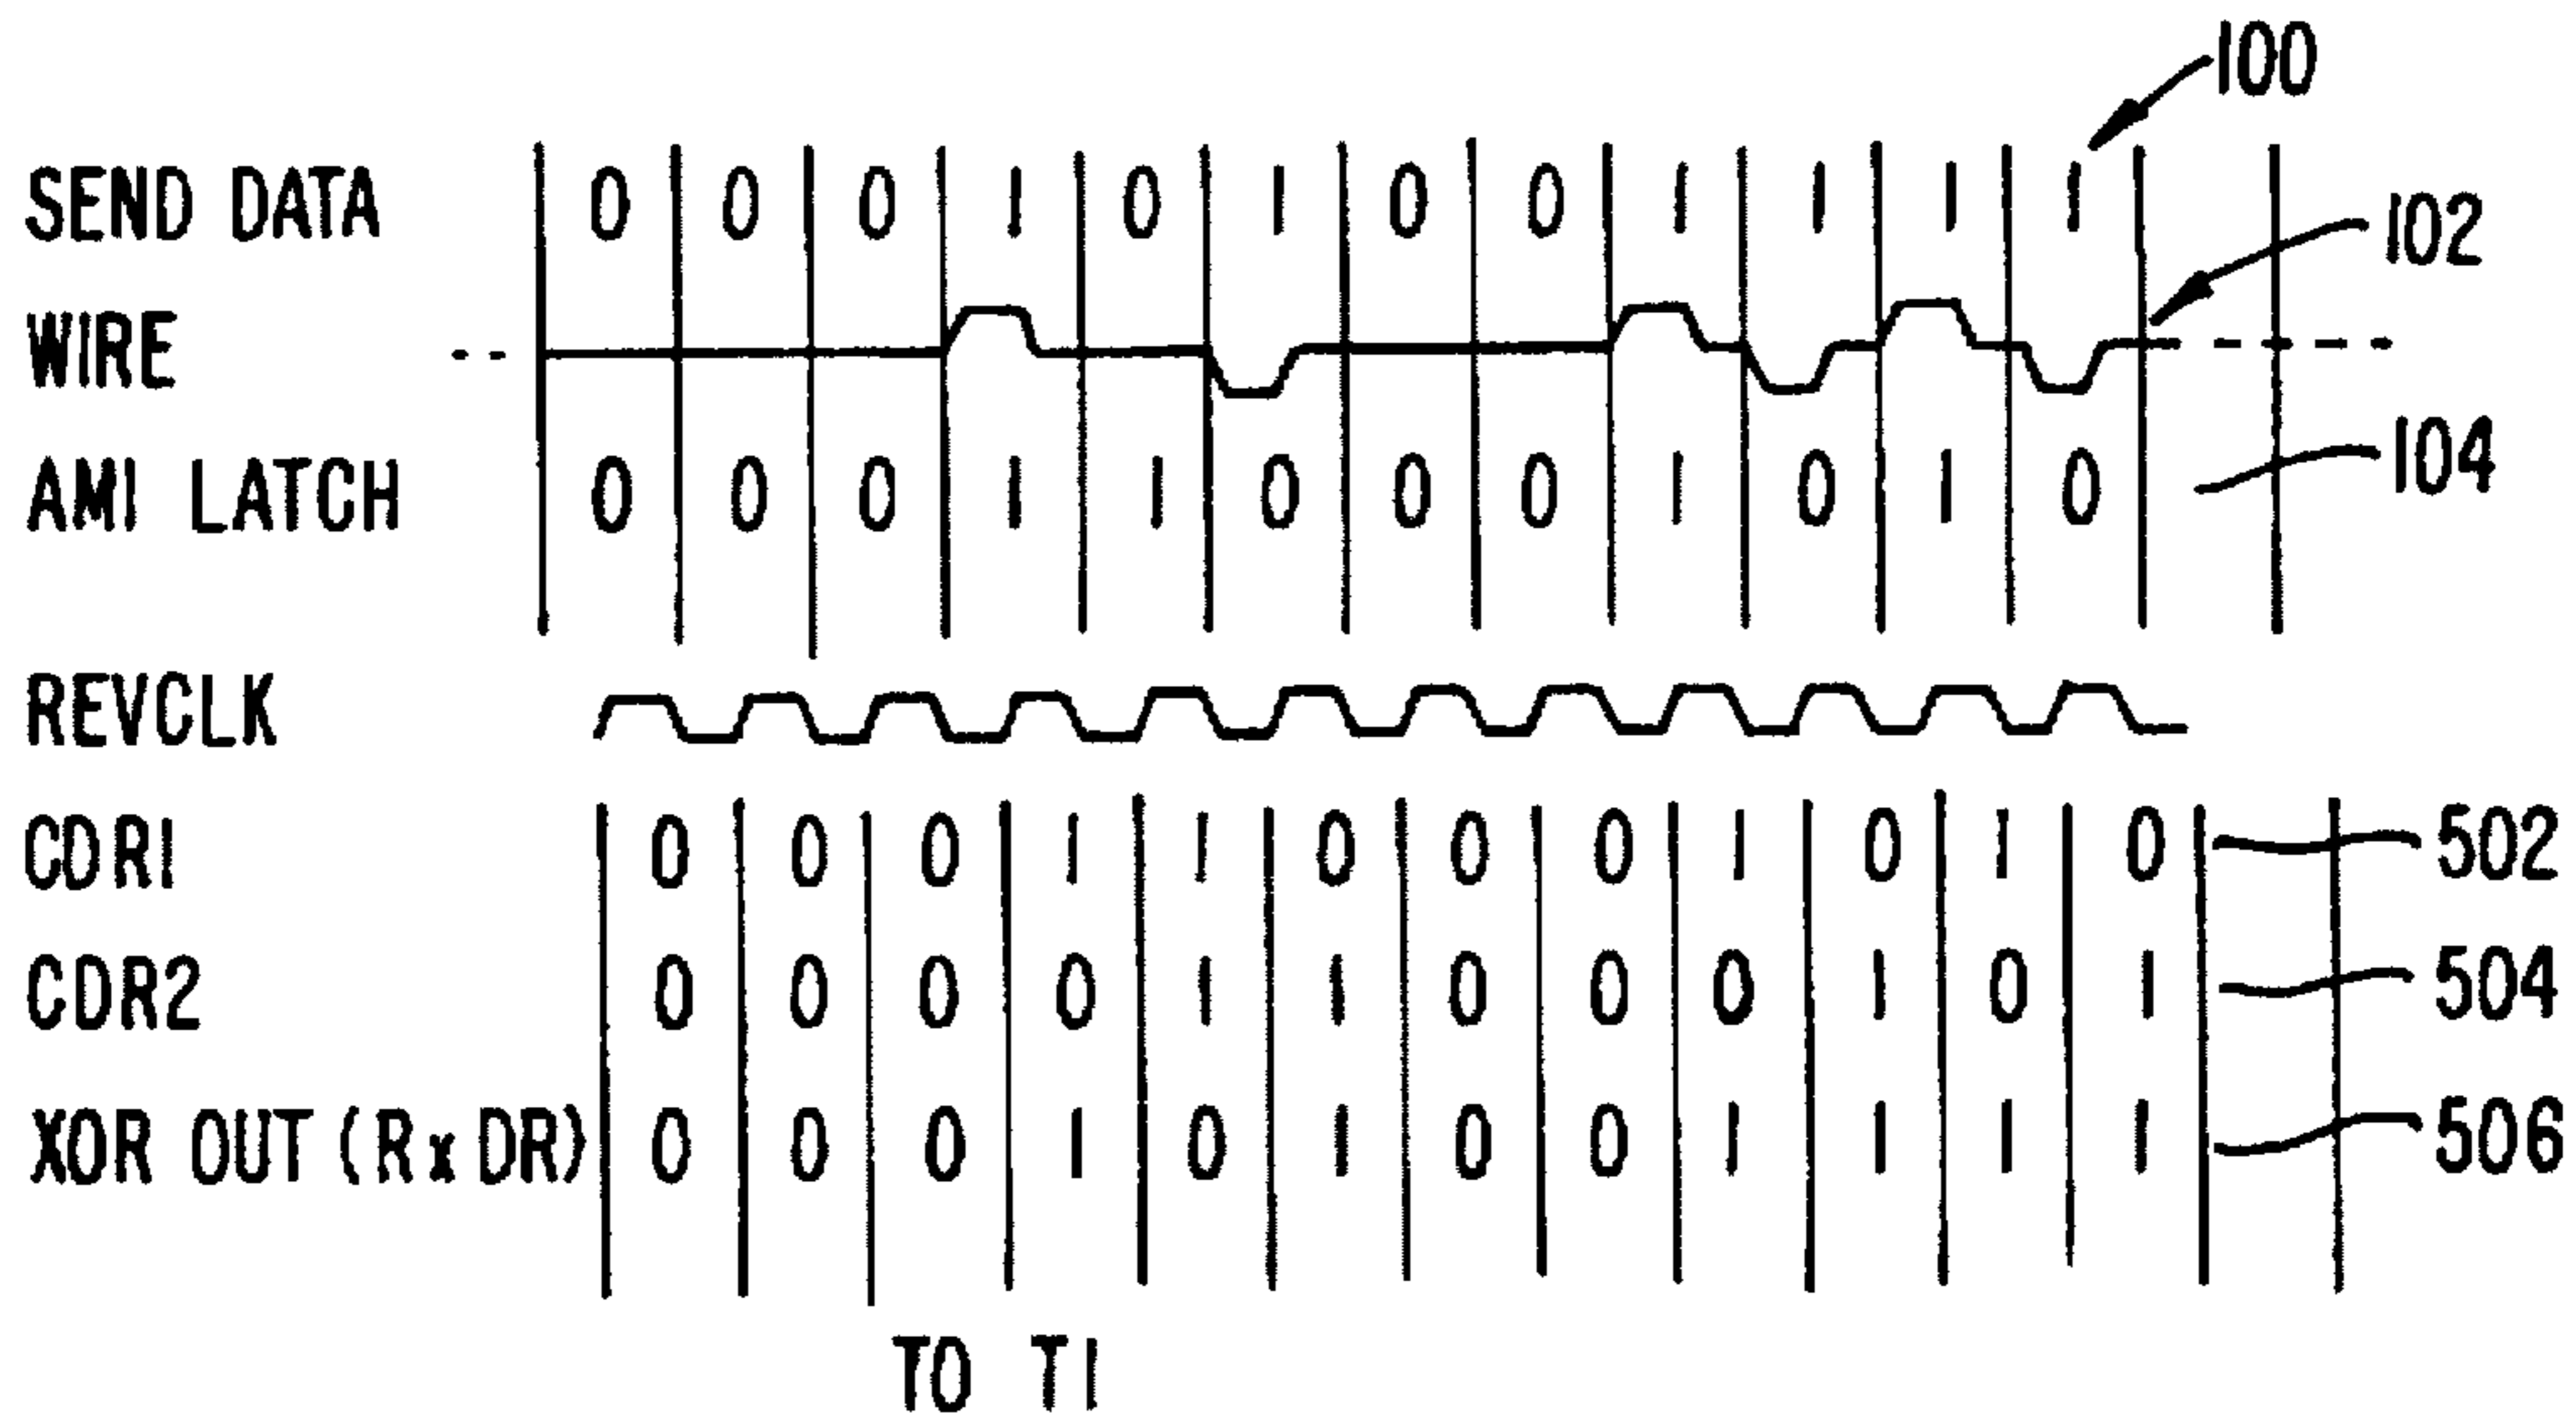 100
SEND DATA 0 0 0 1 0 1 0 0 1 1 1 1
102
WIRE
AMI LATCH 0 0 0 1 1 0 0 0 1 0 1 0
104
REVCLK
CDR1 0 0 0 1 1 0 0 0 1 0 1 0 502
CDR2 0 0 0 0 1 1 0 0 0 1 0 1 504
XOR OUT (RxDR) 0 0 0 1 0 1 0 0 1 1 1 1 506
T0 T1